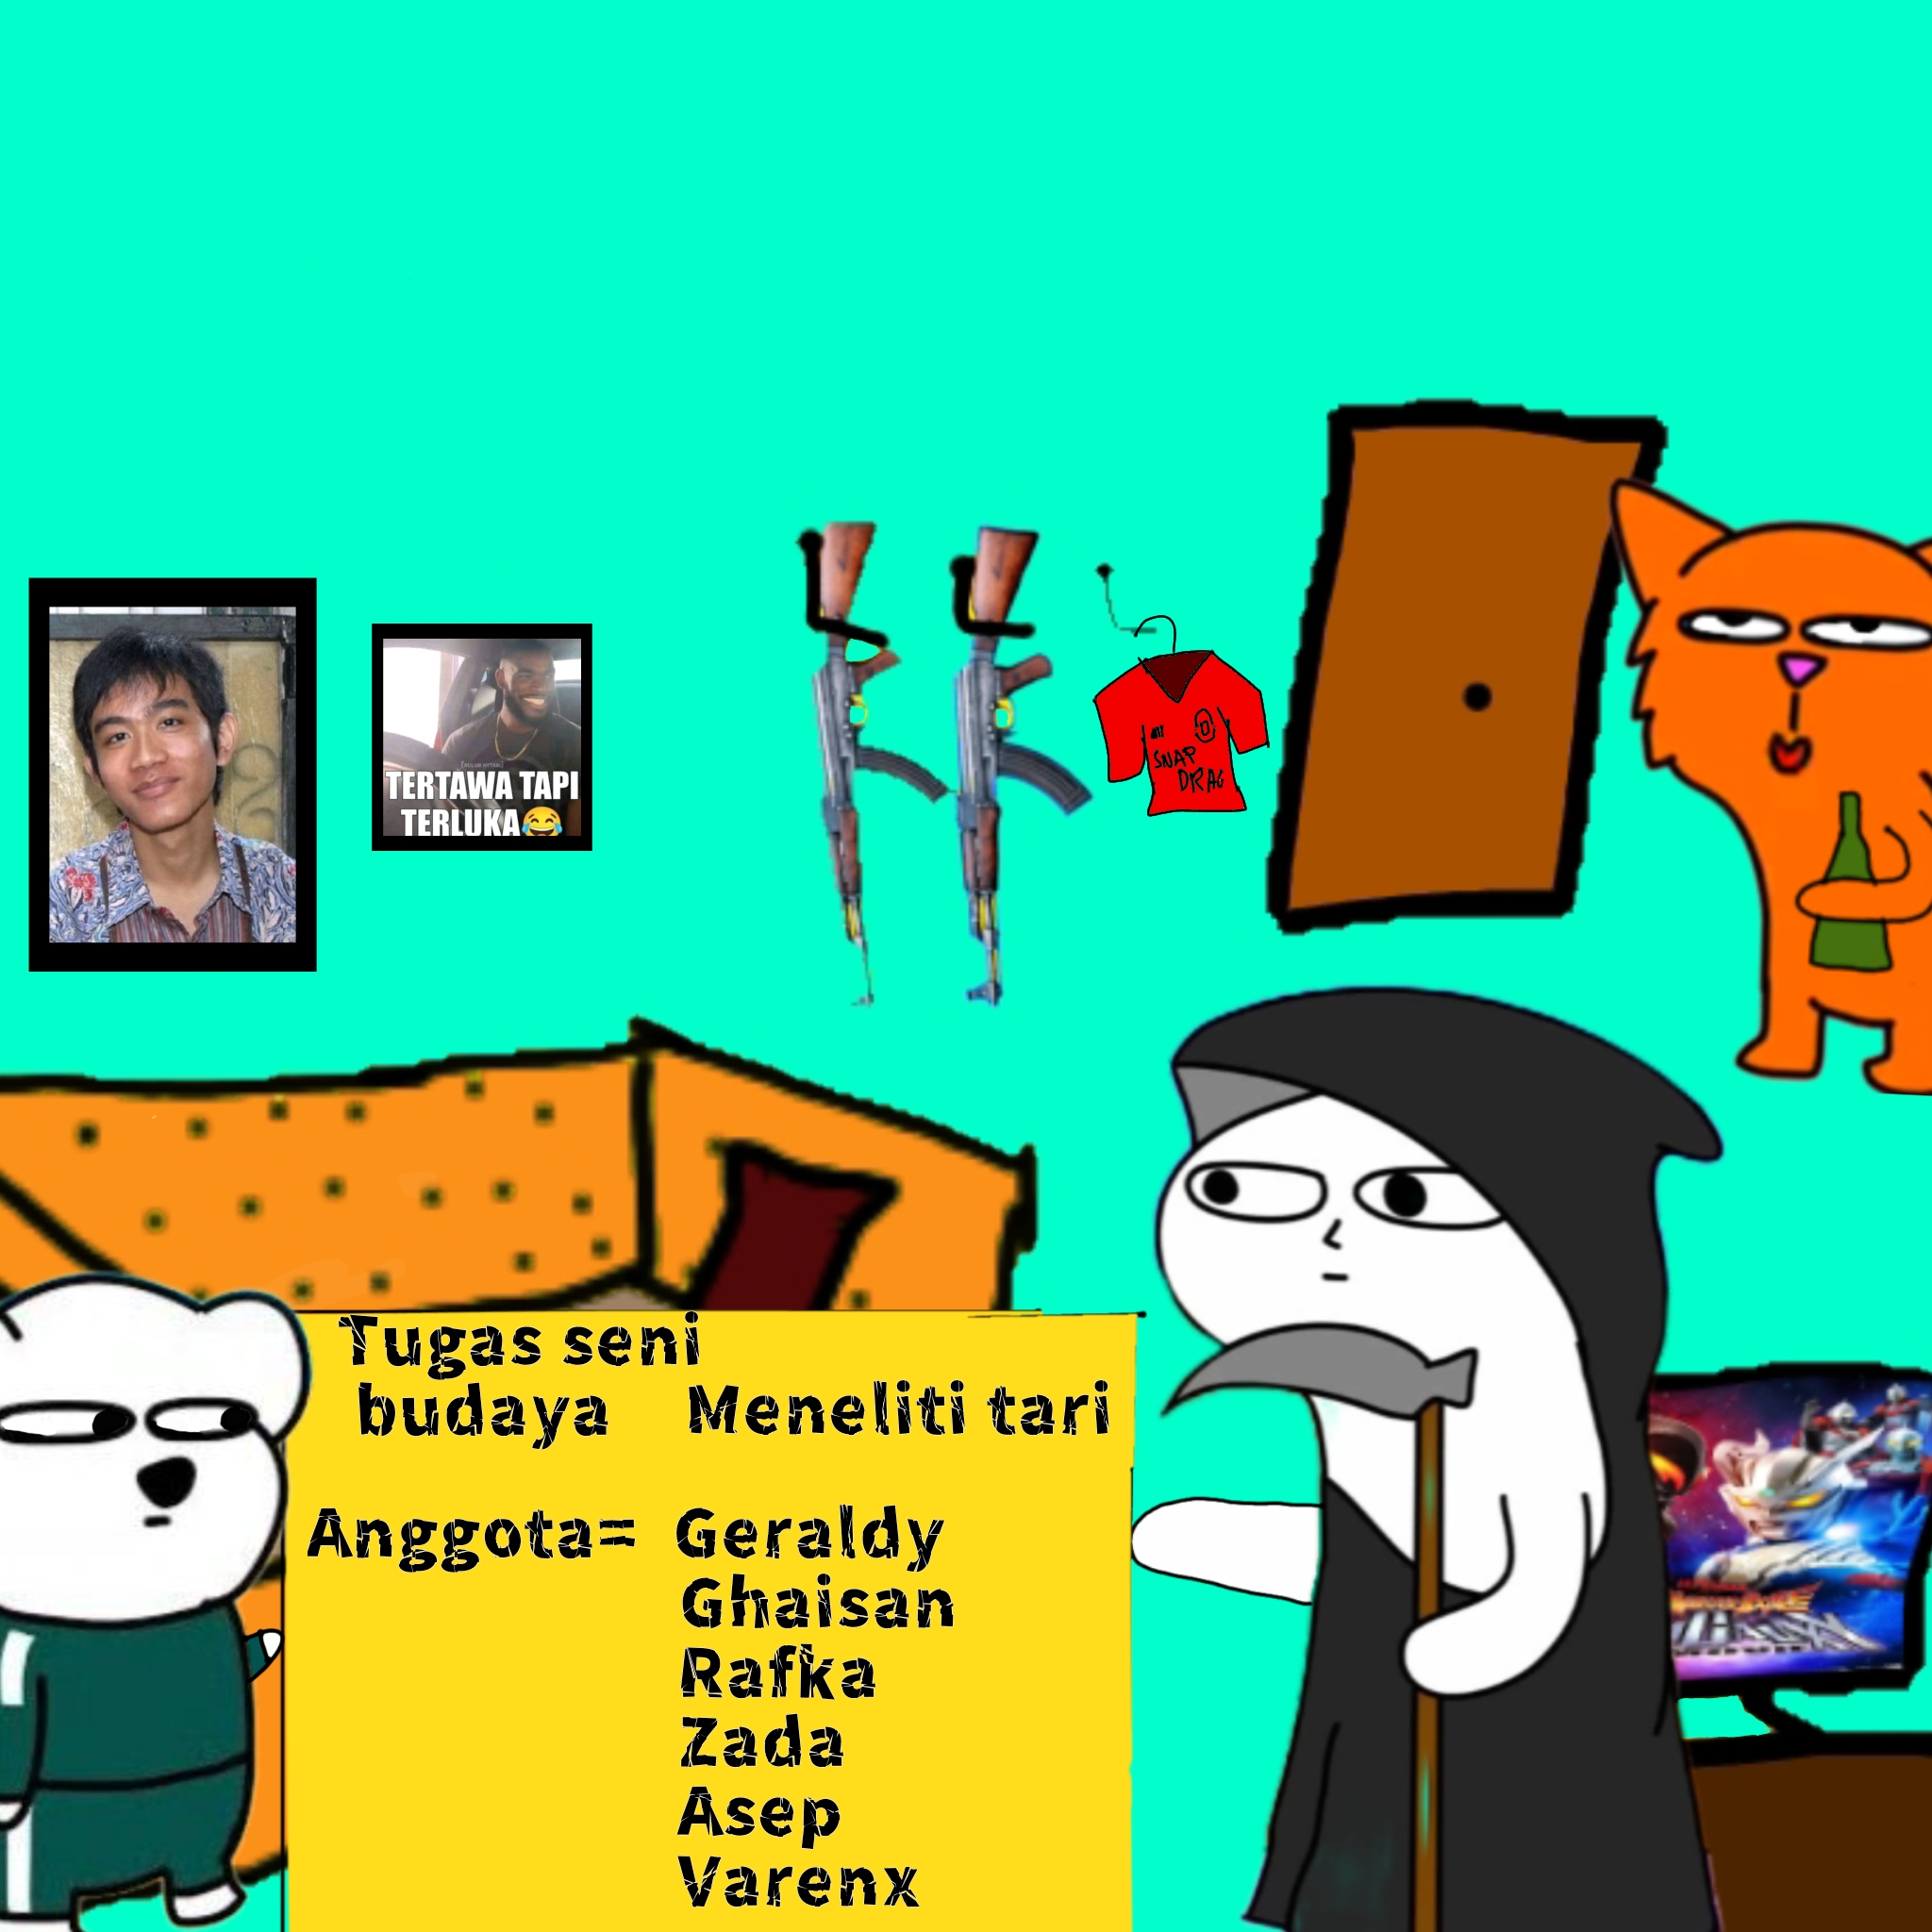 TERTAWA TAPI
TERLUKA😂
SNAP
DRAG
Tugas seni
budaya
Meneliti tari
Anggota= Geraldy
Ghaisan
Rafka
Zada
Asep
Varenx